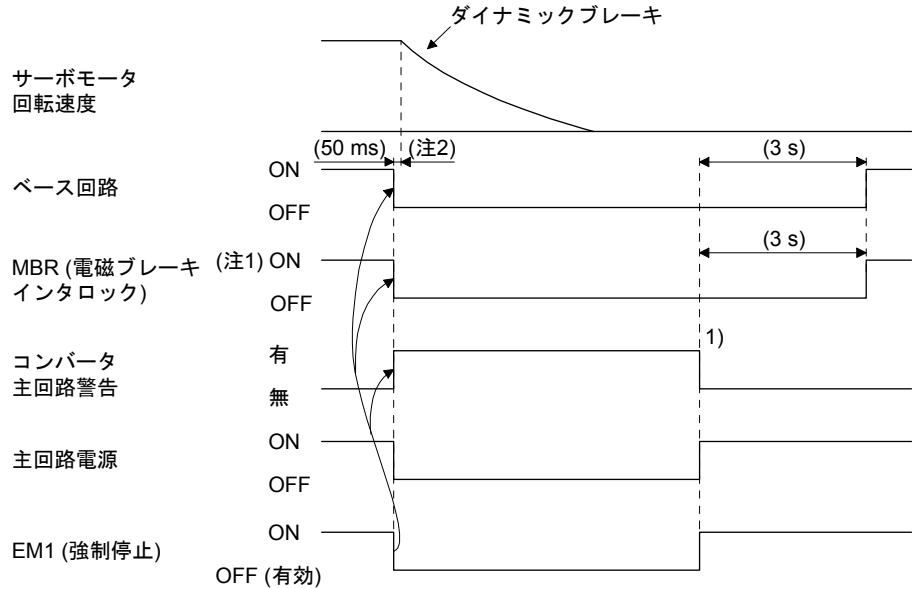 ダイナミックブレーキ
サーボモータ
回転速度
(50 ms) (注2) (3 s)
ベース回路 ON
OFF
(3 s)
MBR (電磁ブレーキ (注1) ON
インタロック) OFF
1)
コンバータ 有
主回路警告 無
主回路電源 ON
OFF
EM1 (強制停止) ON
OFF (有効)